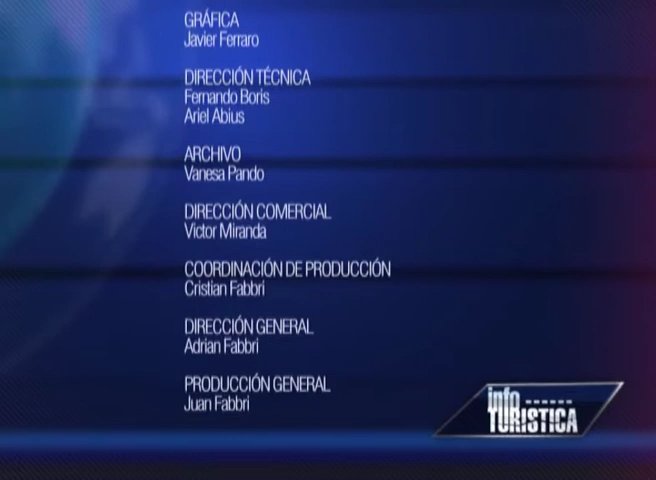 GRÁFICA
Javier Ferraro
DIRECCIÓN TÉCNICA
Fernando Boris
Ariel Abius
ARCHIVO
Vanesa Pando
DIRECCIÓN COMERCIAL
Victor Miranda
COORDINACIÓN DE PRODUCCIÓN
Cristian Fabbri
DIRECCIÓN GENERAL
Adrian Fabbri
PRODUCCIÓN GENERAL
Juan Fabbri
info
TURISTICA